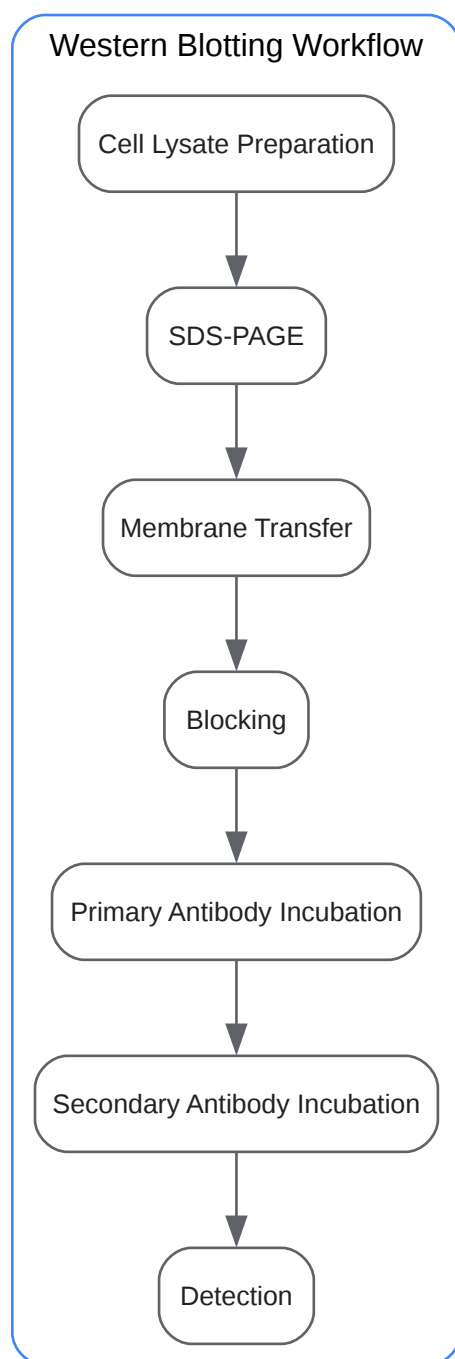 Western Blotting Workflow
Cell Lysate Preparation
SDS-PAGE
Membrane Transfer
Blocking
Primary Antibody Incubation
Secondary Antibody Incubation
Detection